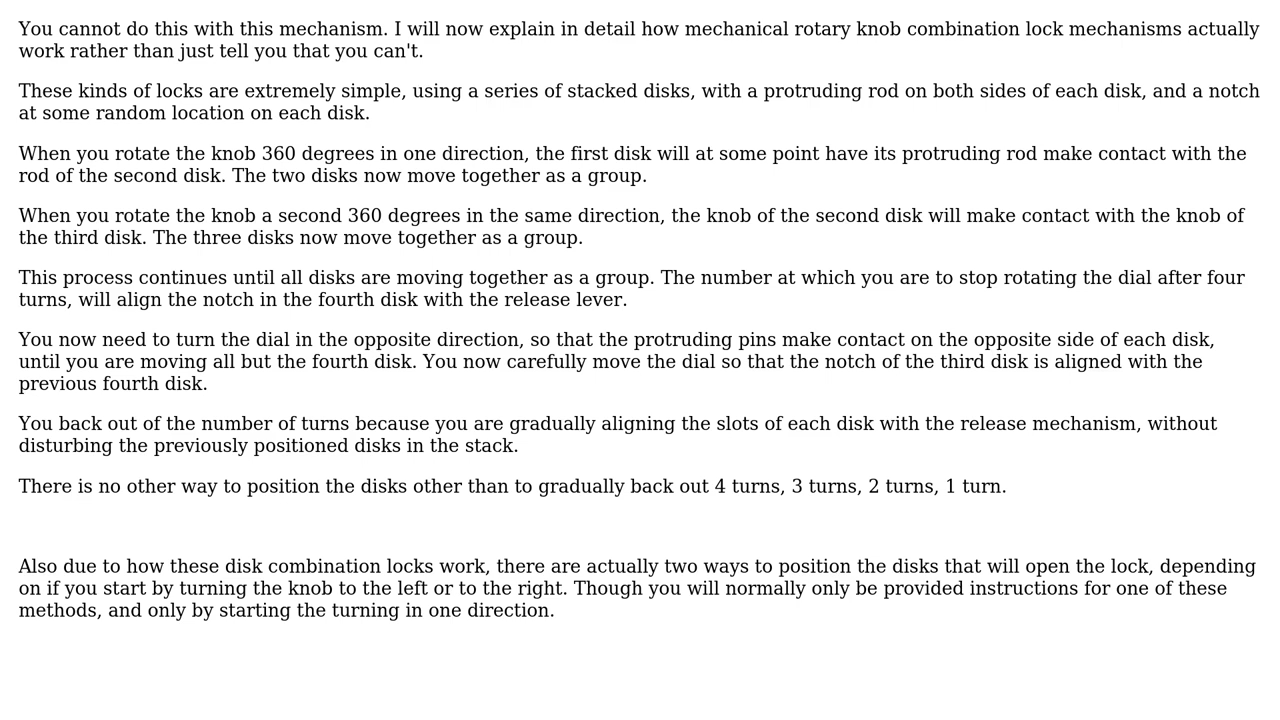 You cannot do this with this mechanism. I will now explain in detail how mechanical rotary knob combination lock mechanisms actually
work rather than just tell you that you can't.
These kinds of locks are extremely simple, using a series of stacked disks, with a protruding rod on both sides of each disk, and a notch
at some random location on each disk.
When you rotate the knob 360 degrees in one direction, the first disk will at some point have its protruding rod make contact with the
rod of the second disk. The two disks now move together as a group.
When you rotate the knob a second 360 degrees in the same direction, the knob of the second disk will make contact with the knob of
the third disk. The three disks now move together as a group.
This process continues until all disks are moving together as a group. The number at which you are to stop rotating the dial after four
turns, will align the notch in the fourth disk with the release lever.
You now need to turn the dial in the opposite direction, so that the protruding pins make contact on the opposite side of each disk,
until you are moving all but the fourth disk. You now carefully move the dial so that the notch of the third disk is aligned with the
previous fourth disk.
You back out of the number of turns because you are gradually aligning the slots of each disk with the release mechanism, without
disturbing the previously positioned disks in the stack.
There is no other way to position the disks other than to gradually back out 4 turns, 3 turns, 2 turns, 1 turn.
Also due to how these disk combination locks work, there are actually two ways to position the disks that will open the lock, depending
on if you start by turning the knob to the left or to the right. Though you will normally only be provided instructions for one of these
methods, and only by starting the turning in one direction.